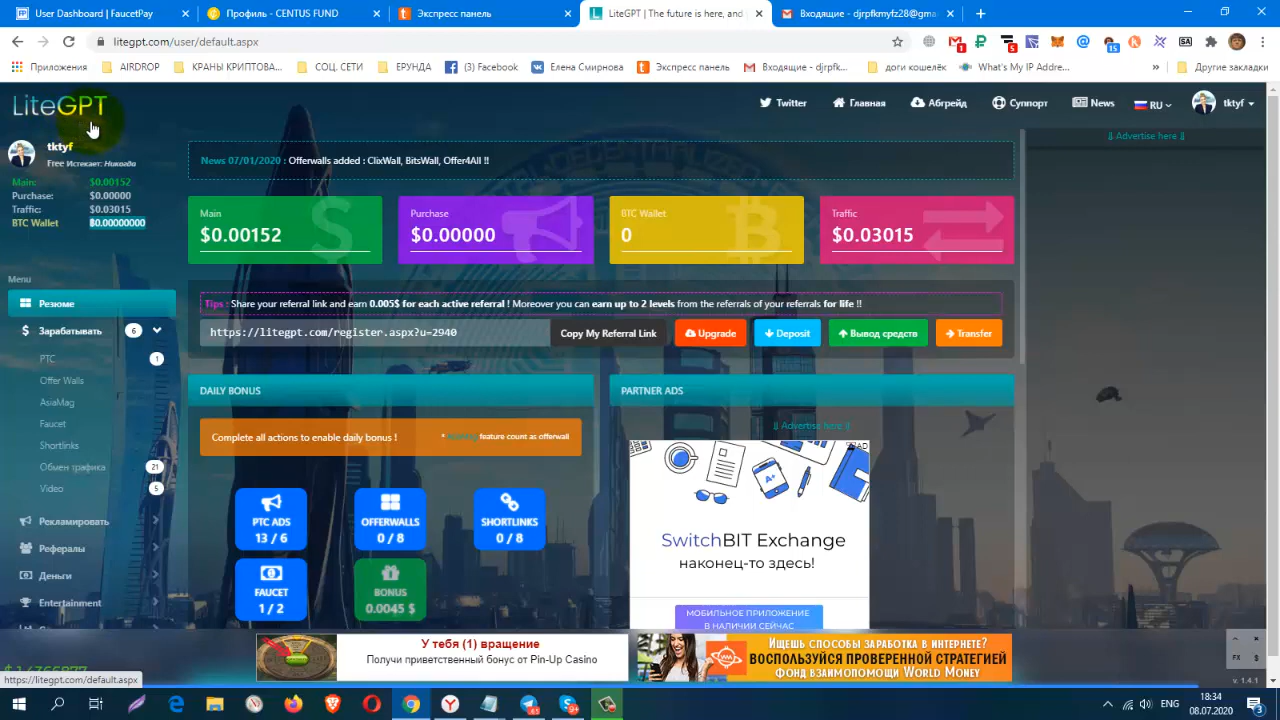 Dashboard | FaucetPay
Профиль - CENTUS FUND
Экспресс панель
LiteGPT | The future is here, and
Входящие - djrpfkmyfz28@gma
litegpt.com/user/default.aspx
Приложения
AIRDROP
КРАНЫ КРИПТОВА...
СОЦ. СЕТИ
ЕРУНДА
(3) Facebook
Елена Смирнова
Экспресс панель
Входящие - djrpfk...
доги кошелёк
What's My IP Addre...
»
Другие закладки
LiteGPT
Twitter
Главная
Абгрейд
Суппорт
News
RU
tktyf
tktyf
Free Истекает: Никогда
Main: $0.00152
Purchase: $0.00000
Traffic: $0.03015
BTC Wallet ฿0.00000000
Menu
Резюме
Зарабатывать 6
PTC 1
Offer Walls
AsiaMag
Faucet
Shortlinks
Обмен трафика 21
Video 5
Рекламировать
Рефералы
Деньги
Entertainment
News 07/01/2020 : Offerwalls added : ClixWall, BitsWall, Offer4All !!
Main
$0.00152
Purchase
$0.00000
BTC Wallet
0
Traffic
$0.03015
Tips : Share your referral link and earn 0.005$ for each active referral ! Moreover you can earn up to 2 levels from the referrals of your referrals for life !!
https://litegpt.com/register.aspx?u=2940
Copy My Referral Link
Upgrade
Deposit
Вывод средств
Transfer
DAILY BONUS
Complete all actions to enable daily bonus !
* AsiaMag feature count as offerwall
PTC ADS
13 / 6
OFFERWALLS
0 / 8
SHORTLINKS
0 / 8
FAUCET
1 / 2
BONUS
0.0045 $
PARTNER ADS
⇓ Advertise here ⇓
AD
A+
SwitchBIT Exchange
наконец-то здесь!
МОБИЛЬНОЕ ПРИЛОЖЕНИЕ
В НАЛИЧИИ СЕЙЧАС
⇓ Advertise here ⇓
У тебя (1) вращение
Получи приветственный бонус от Pin-Up Casino
Ищешь способы заработка в интернете?
Воспользуйся проверенной стратегией
Фонд взаимопомощи World Money
FX $
v. 1.4.1
https://litegpt.com/default.aspx
ENG
18:34
08.07.2020